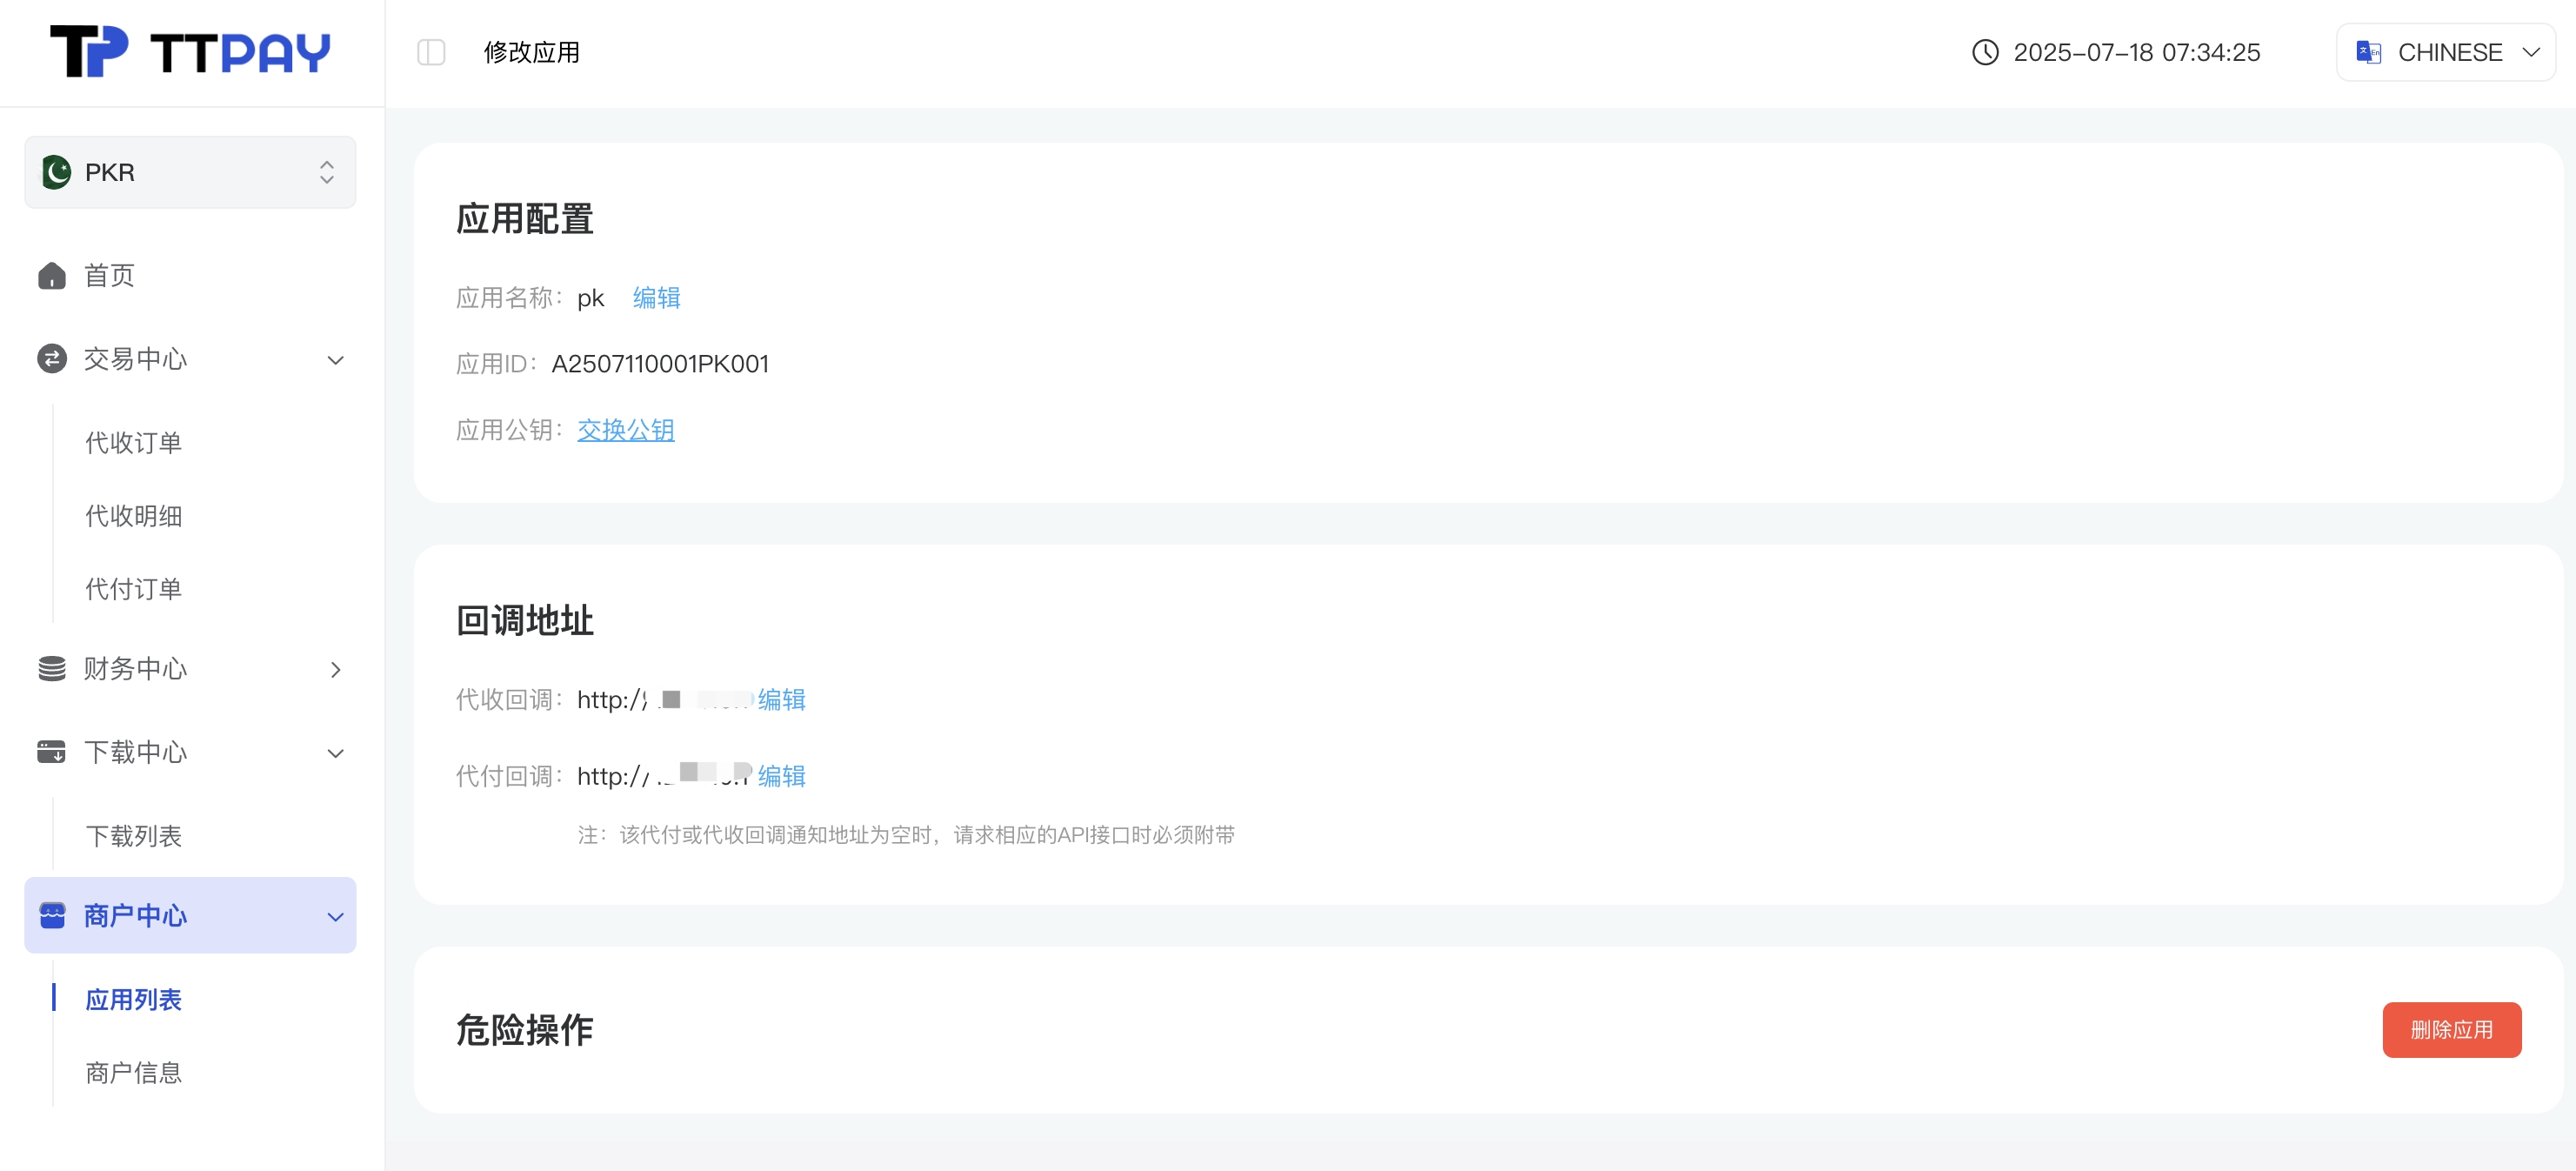 TTPAY
修改应用
2025-07-18 07:34:25
CHINESE
PKR
首页
交易中心
代收订单
代收明细
代付订单
财务中心
下载中心
下载列表
商户中心
应用列表
商户信息
应用配置
应用名称： pk 编辑
应用ID： A2507110001PK001
应用公钥： 交换公钥
回调地址
代收回调： http:// 编辑
代付回调： http:// 编辑
注：该代付或代收回调通知地址为空时，请求相应的API接口时必须附带
危险操作
删除应用